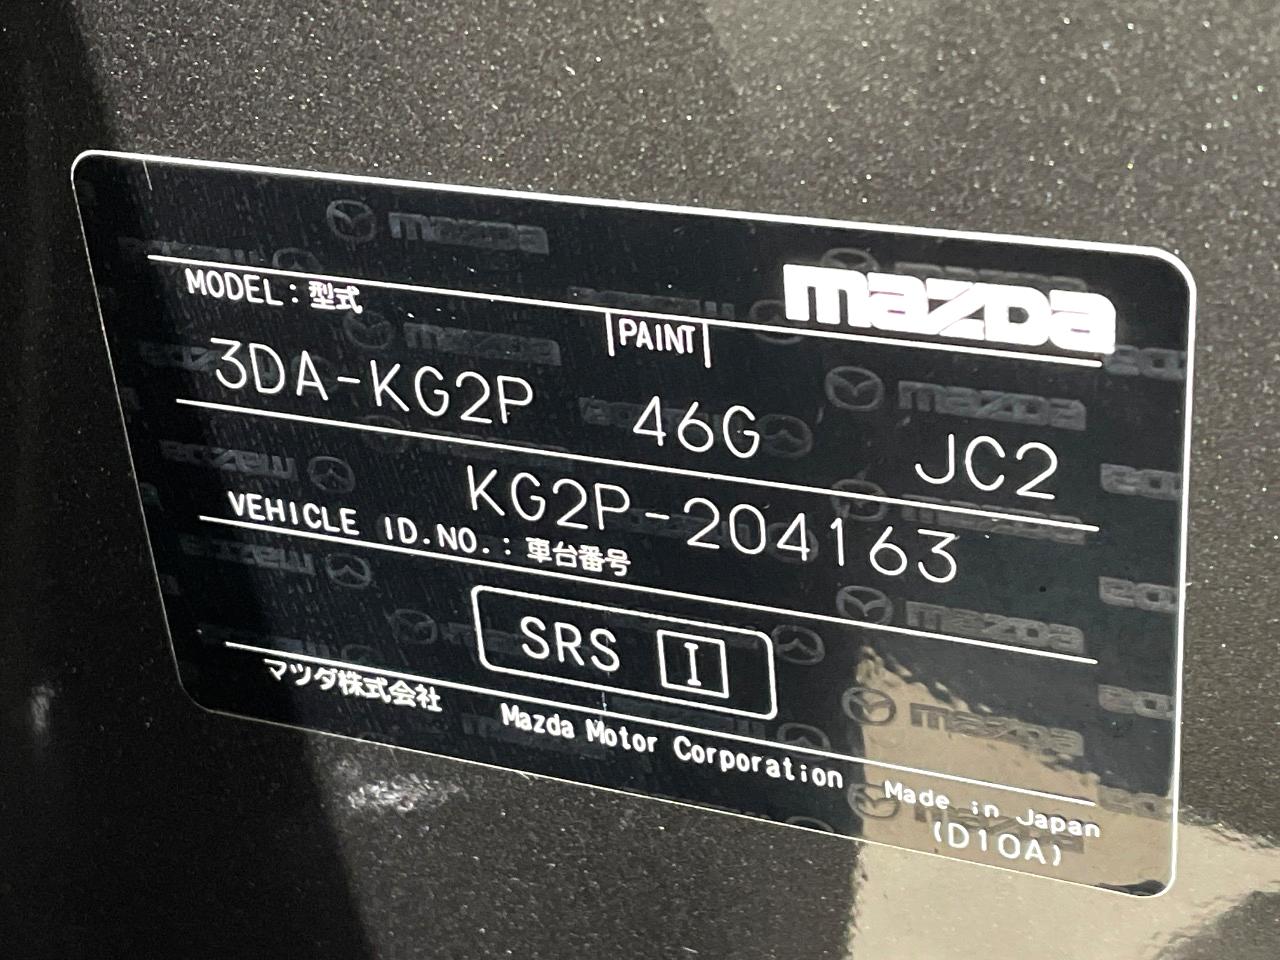 mazda
MODEL:型式
PAINT
3DA-KG2P 46G JC2
KG2P-204163
VEHICLE ID.NO.:車台番号
SRS I
マツダ株式会社 Mazda Motor Corporation Made in Japan
(D10A)